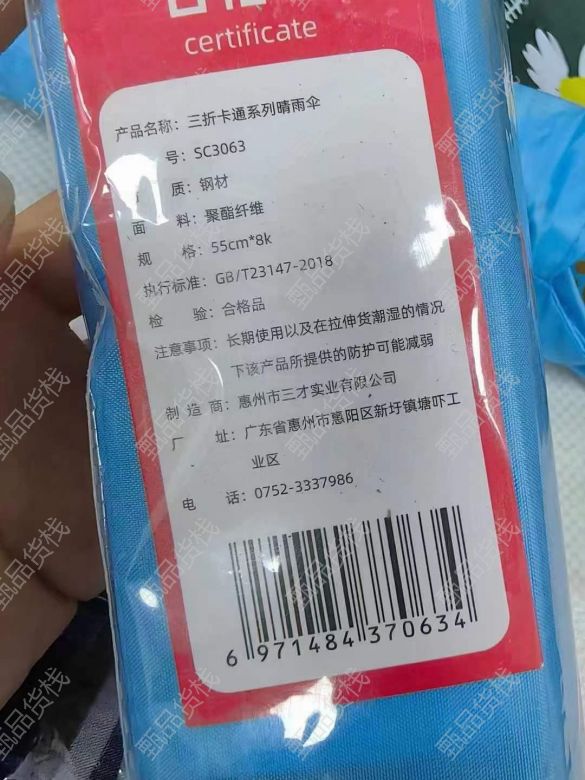 certificate
产品名称：三折卡通系列晴雨伞
号：SC3063
质：钢材
面 料：聚酯纤维
规 格：55cm*8k
执行标准：GB/T23147-2018
检 验：合格品
注意事项：长期使用以及在拉伸货潮湿的情况
下该产品所提供的防护可能减弱
制 造 商：惠州市三才实业有限公司
厂 址：广东省惠州市惠阳区新圩镇塘吓工
业区
电 话：0752-3337986
6 971484 370634
甄品货栈